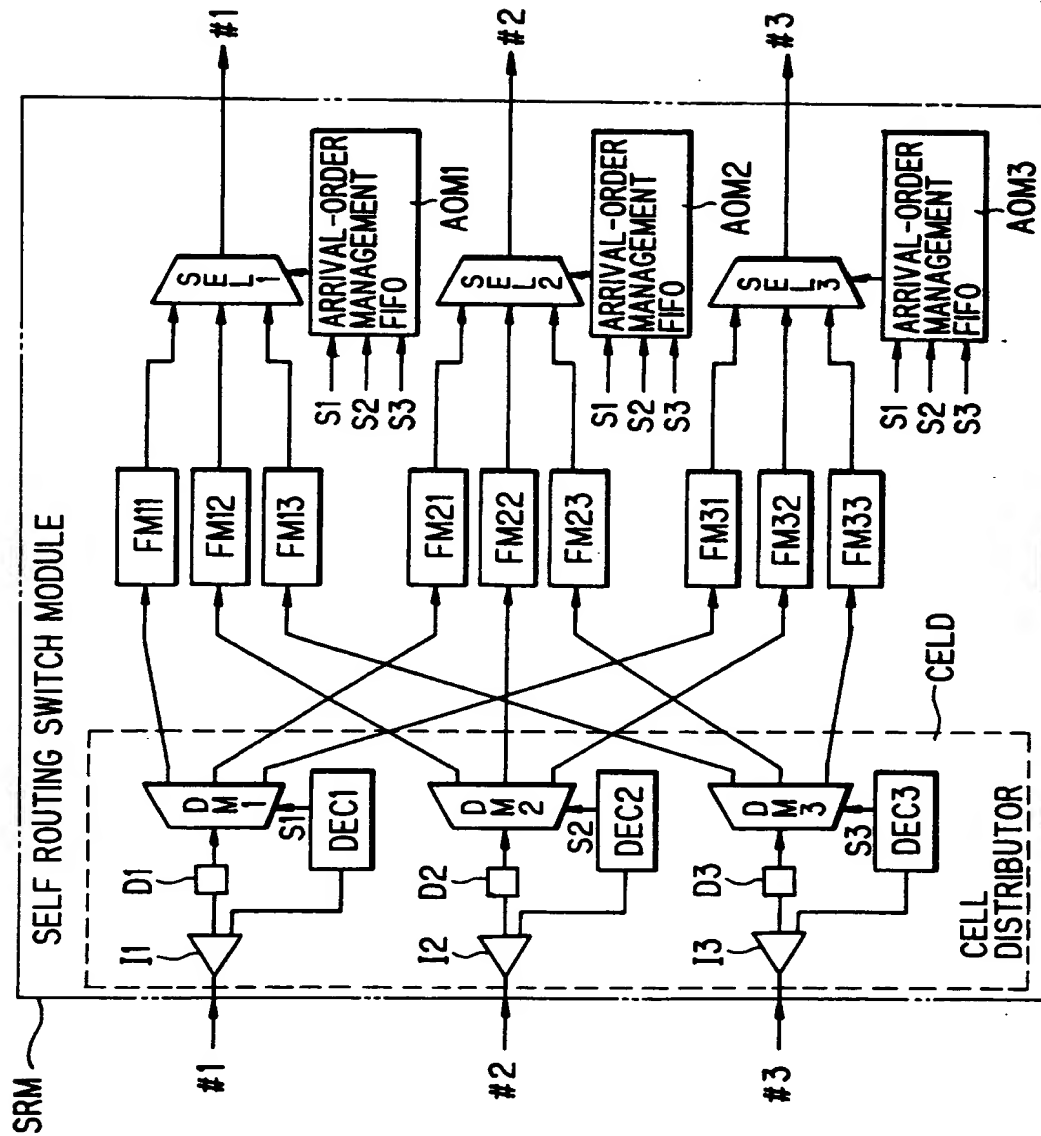 SRM
SELF ROUTING SWITCH MODULE
#1
I1
D1
DM1
S1
DEC1
FM11
FM12
FM13
SEL1
#1
S1
S2
S3
ARRIVAL-ORDER
MANAGEMENT
FIFO
AOM1
#2
I2
D2
DM2
S2
DEC2
FM21
FM22
FM23
SEL2
#2
S1
S2
S3
ARRIVAL-ORDER
MANAGEMENT
FIFO
AOM2
#3
I3
D3
DM3
S3
DEC3
FM31
FM32
FM33
SEL3
#3
S1
S2
S3
ARRIVAL-ORDER
MANAGEMENT
FIFO
AOM3
CELL
DISTRIBUTOR
CELD